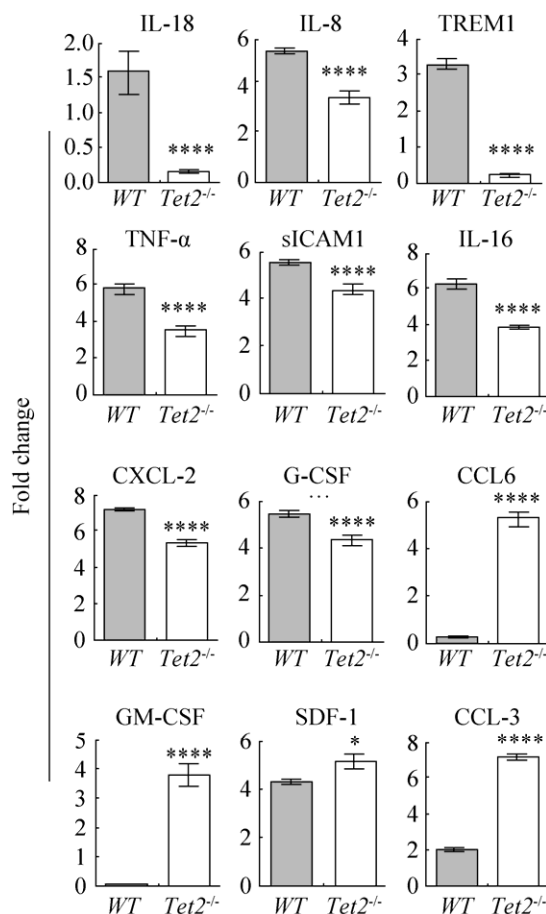 Fold change
IL-18
2.0
1.5
1.0
0.5
0.0
****
WT Tet2-/-
IL-8
6
4
2
0
****
WT Tet2-/-
TREM1
4
3
2
1
0
****
WT Tet2-/-
TNF-α
8
6
4
2
0
****
WT Tet2-/-
sICAM1
6
4
2
0
****
WT Tet2-/-
IL-16
8
6
4
2
0
****
WT Tet2-/-
CXCL-2
8
6
4
2
0
****
WT Tet2-/-
G-CSF
...
6
4
2
0
****
WT Tet2-/-
CCL6
6
4
2
0
****
WT Tet2-/-
GM-CSF
5
4
3
2
1
0
****
WT Tet2-/-
SDF-1
6
4
2
0
*
WT Tet2-/-
CCL-3
8
6
4
2
0
****
WT Tet2-/-